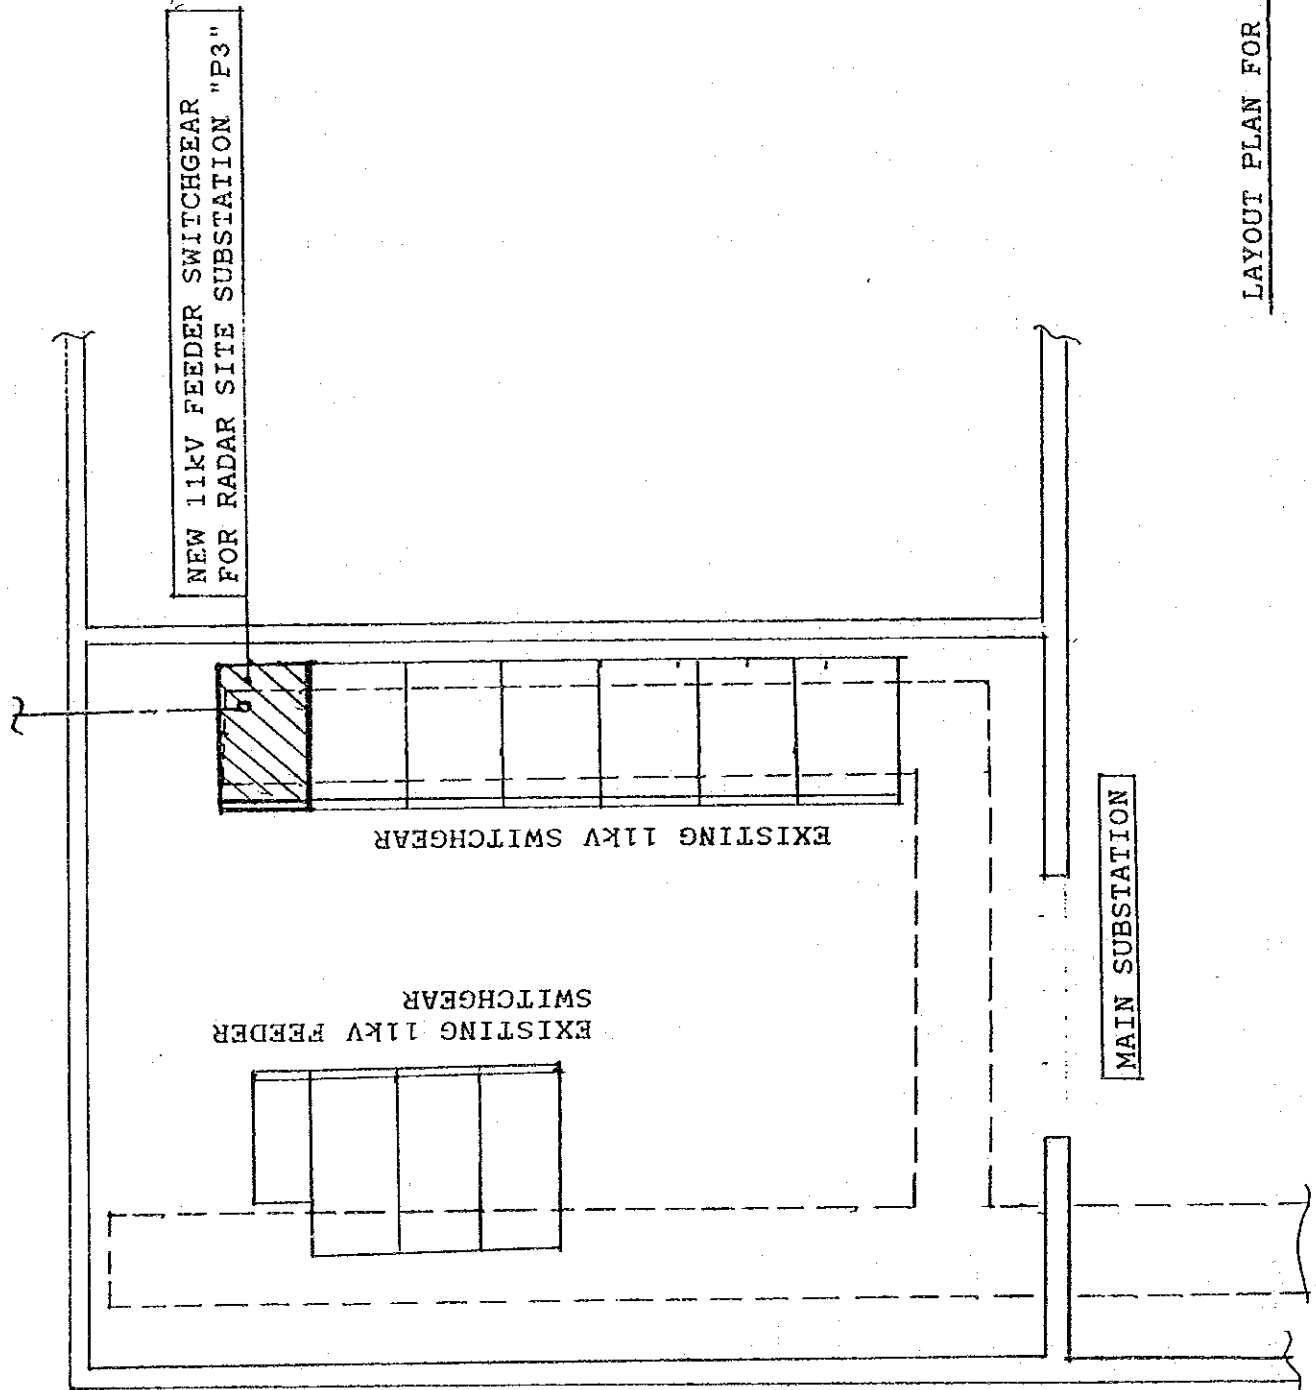 NEW 11kV FEEDER SWITCHGEAR
FOR RADAR SITE SUBSTATION "P3"
EXISTING 11kV SWITCHGEAR
EXISTING 11kV FEEDER
SWITCHGEAR
MAIN SUBSTATION
LAYOUT PLAN FOR